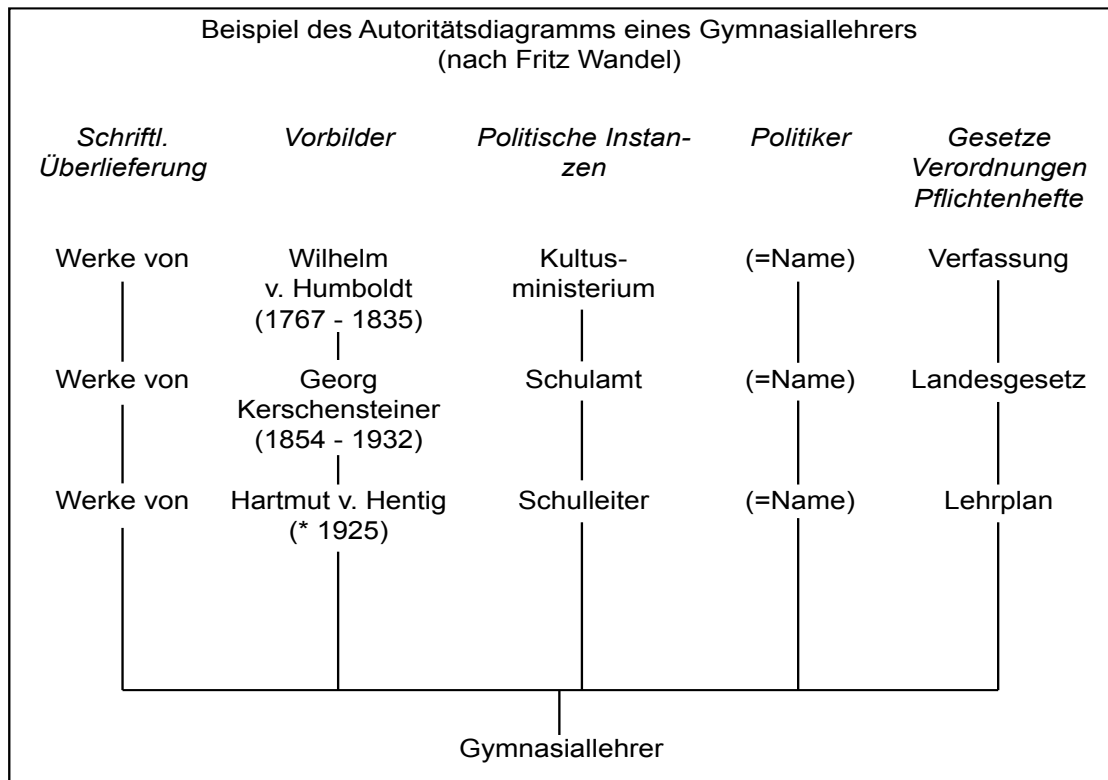 Beispiel des Autoritätsdiagramms eines Gymnasiallehrers
(nach Fritz Wandel)
Schriftl.
Überlieferung
Vorbilder
Politische Instan-
zen
Politiker
Gesetze
Verordnungen
Pflichtenhefte
Werke von
Wilhelm
v. Humboldt
(1767 - 1835)
Kultus-
ministerium
(=Name)
Verfassung
Werke von
Georg
Kerschensteiner
(1854 - 1932)
Schulamt
(=Name)
Landesgesetz
Werke von
Hartmut v. Hentig
(* 1925)
Schulleiter
(=Name)
Lehrplan
Gymnasiallehrer